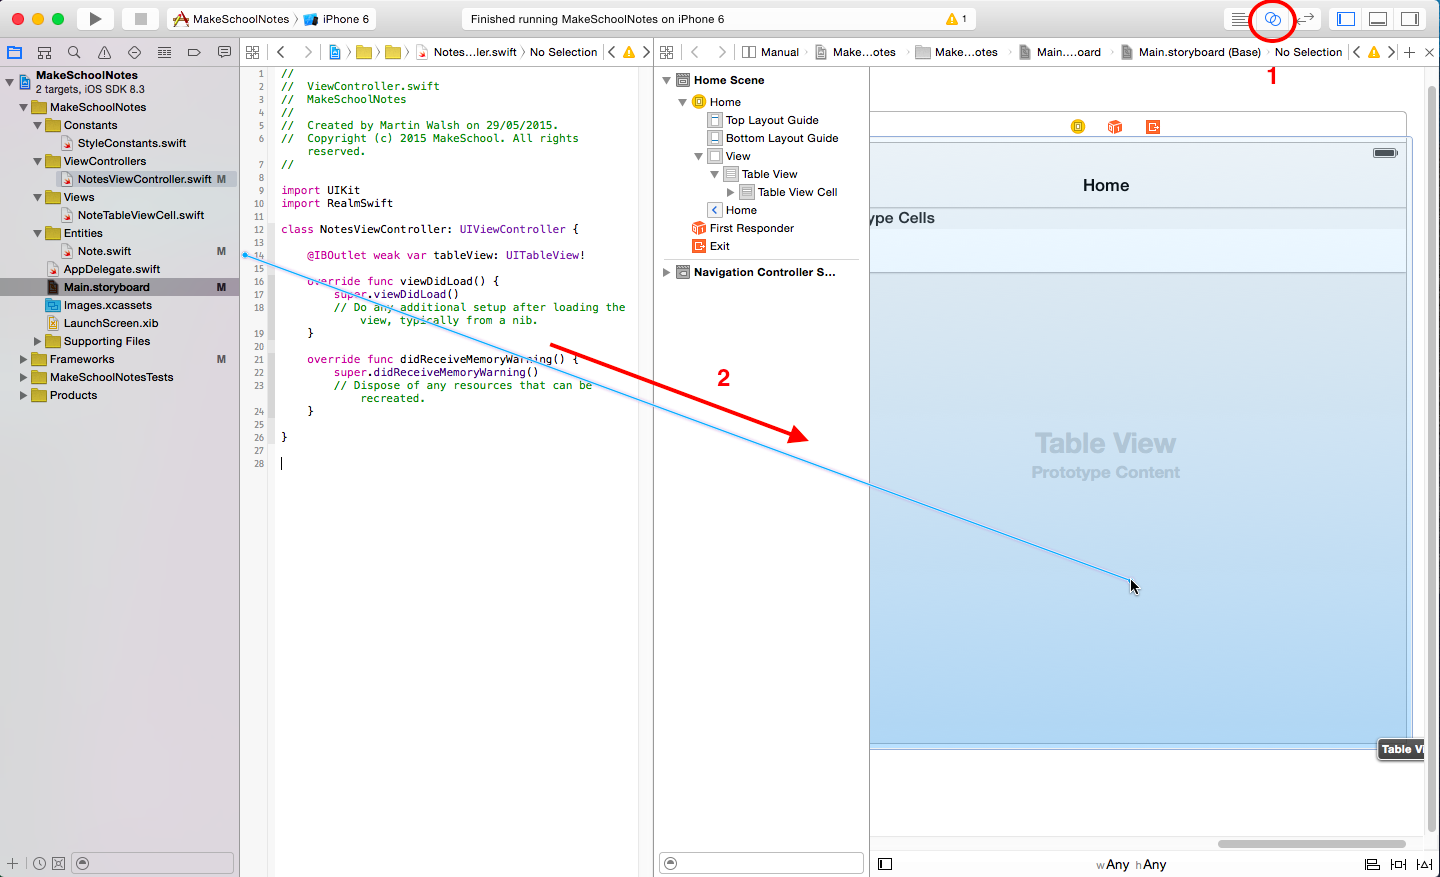 MakeSchoolNotes iPhone 6
Finished running MakeSchoolNotes on iPhone 6
1
1
MakeSchoolNotes
2 targets, iOS SDK 8.3
MakeSchoolNotes
Constants
StyleConstants.swift
ViewControllers
NotesViewController.swift M
Views
NoteTableViewCell.swift
Entities
Note.swift M
AppDelegate.swift
Main.storyboard M
Images.xcassets
LaunchScreen.xib
Supporting Files
Frameworks M
MakeSchoolNotesTests
Products
Notes...ler.swift No Selection
1 //
2 //  ViewController.swift
3 //  MakeSchoolNotes
4 //
5 //  Created by Martin Walsh on 29/05/2015.
6 //  Copyright (c) 2015 MakeSchool. All rights
reserved.
7 //
8
9 import UIKit
10 import RealmSwift
11
12 class NotesViewController: UIViewController {
13
14 @IBOutlet weak var tableView: UITableView!
15
16 override func viewDidLoad() {
17 super.viewDidLoad()
18 // Do any additional setup after loading the
view, typically from a nib.
19 }
20
21 override func didReceiveMemoryWarning() {
22 super.didReceiveMemoryWarning()
23 // Dispose of any resources that can be
recreated.
24 }
25
26 }
27
28
2
Manual Make...otes Make...otes Main....oard Main.storyboard (Base) No Selection
Home Scene
Home
Top Layout Guide
Bottom Layout Guide
View
Table View
Table View Cell
Home
First Responder
Exit
Navigation Controller S...
Home
ype Cells
Table View
Prototype Content
Table Vi
wAny hAny